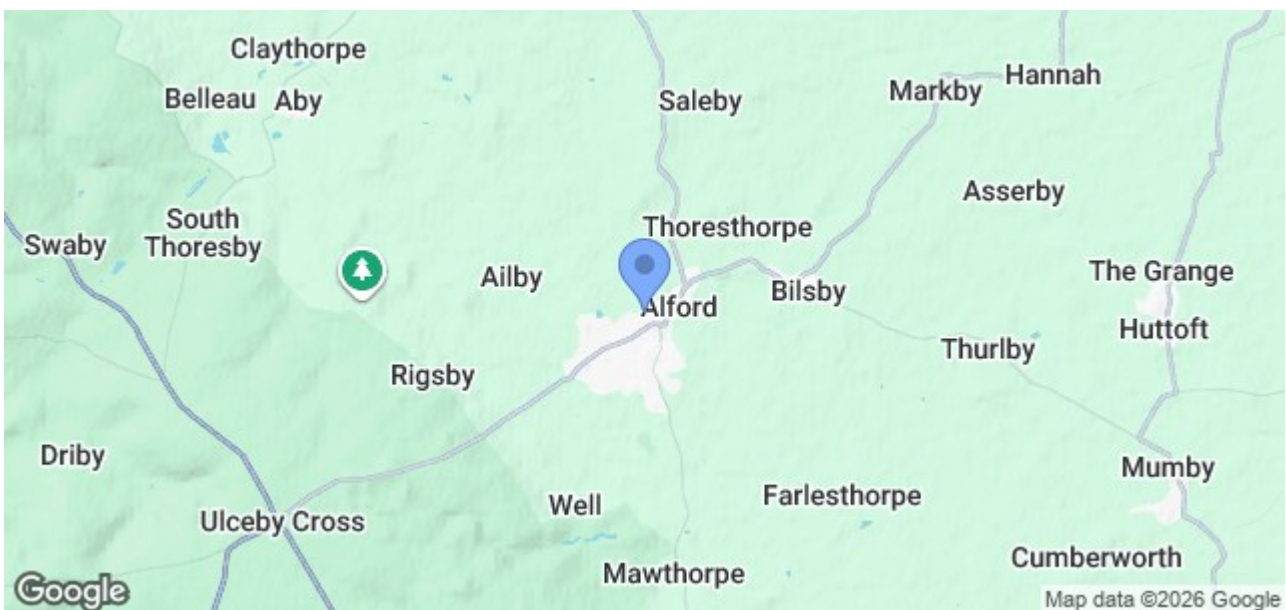 Claythorpe
Hannah
Markby
Belleau
Aby
Saleby
Asserby
South
Thoresby
Thoresthorpe
Swaby
Ailby
The Grange
Bilsby
Alford
Huttoft
Thurlby
Rigsby
Driby
Mumby
Well
Farlesthorpe
Ulceby Cross
Cumberworth
Mawthorpe
Google
Map data ©2026 Google